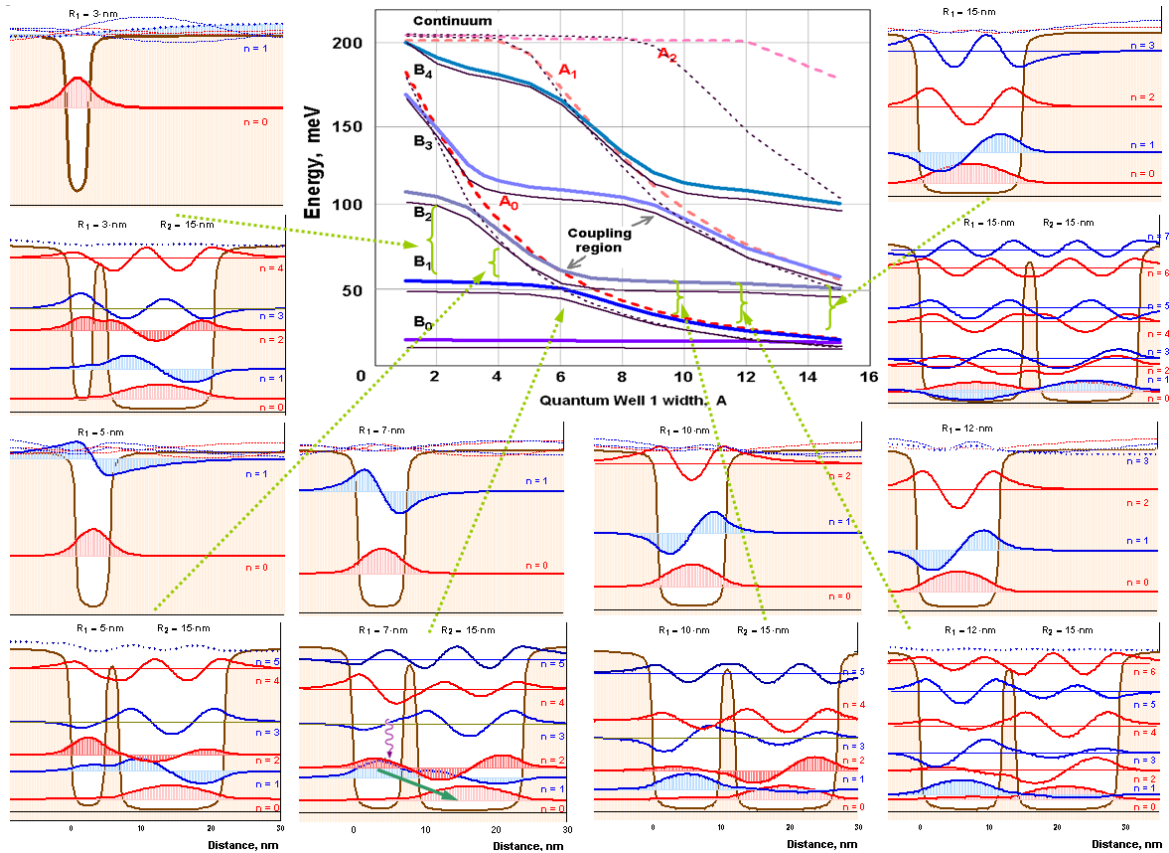 R₁ = 3·nm
n = 1
n = 0
Continuum
200
150
100
50
0
Energy, meV
B₄
B₃
B₂
B₁
B₀
A₀
A₁
A₂
Coupling
region
2
4
6
8
10
12
14
16
Quantum Well 1 width, A
R₁ = 15·nm
n = 3
n = 2
n = 1
n = 0
R₁ = 3·nm R₂ = 15·nm
n = 4
n = 3
n = 2
n = 1
n = 0
R₁ = 15·nm R₂ = 15·nm
n = 7
n = 6
n = 5
n = 4
n = 3
n = 2
n = 1
n = 0
R₁ = 5·nm
n = 1
n = 0
R₁ = 7·nm
n = 1
n = 0
R₁ = 10·nm
n = 2
n = 1
n = 0
R₁ = 12·nm
n = 3
n = 2
n = 1
n = 0
R₁ = 5·nm R₂ = 15·nm
n = 5
n = 4
n = 3
n = 2
n = 1
n = 0
0 10 20 30
Distance, nm
R₁ = 7·nm R₂ = 15·nm
n = 5
n = 4
n = 3
n = 2
n = 1
n = 0
0 10 20 30
Distance, nm
R₁ = 10·nm R₂ = 15·nm
n = 5
n = 4
n = 3
n = 2
n = 1
n = 0
0 10 20 30
Distance, nm
R₁ = 12·nm R₂ = 15·nm
n = 6
n = 5
n = 4
n = 3
n = 2
n = 1
n = 0
0 10 20 30
Distance, nm